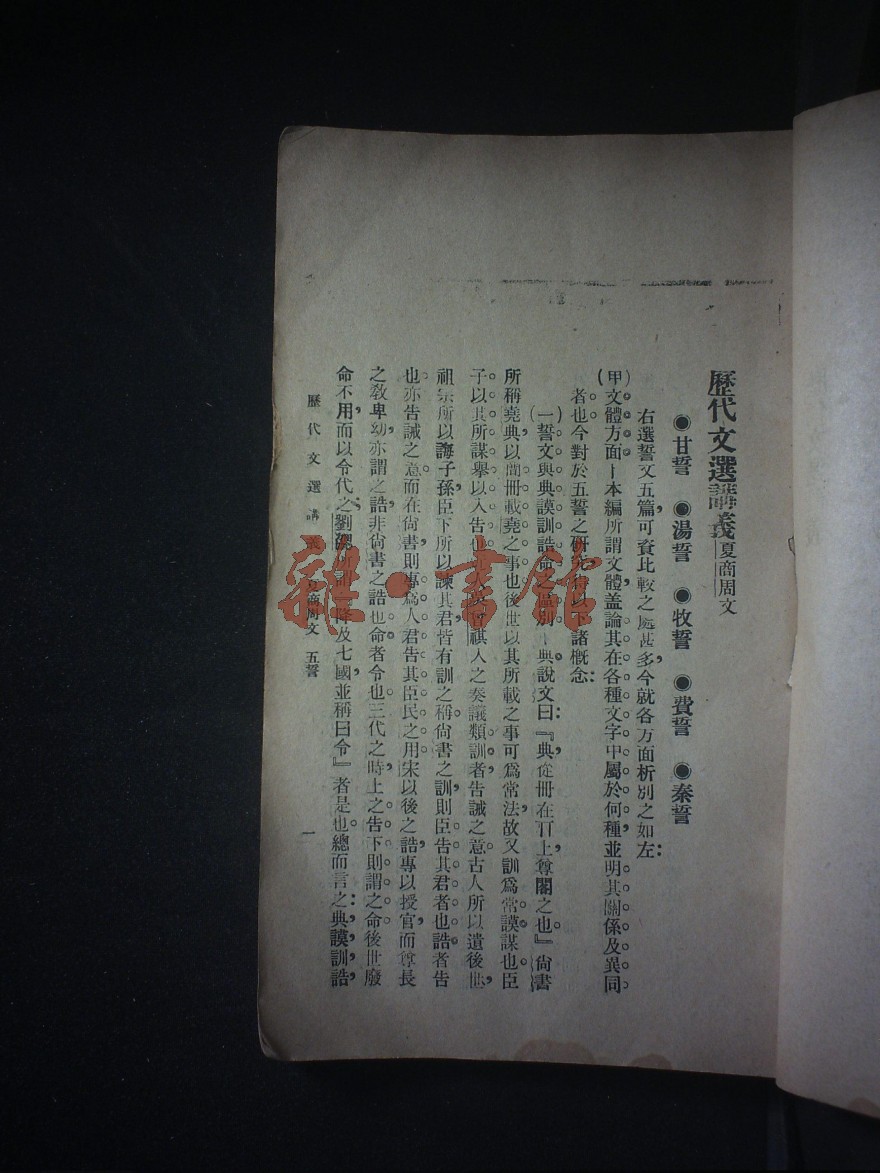 歷代文選講義夏商周文
●甘誓 ●湯誓 ●牧誓 ●費誓 ●秦誓
右選誓文五篇,可資比較之處甚多今就各方面析別之如左:
(甲)文體方面—本編所謂文體蓋論其在各種文字中屬於何種並明其關係及異同
者也。今對於五誓之研究得以下諸概念:
(一)誓文與典謨訓誥命之區別—典說文曰:『典從冊在丌上尊閣之也。』尚書
所稱堯典以簡冊載堯之事也後世以其所載之事可爲常法,故又訓爲常謨謀也。臣
子以其所謀舉以入告也人之奏議類訓者告誡之意古人所以遺後世,
祖宗所以誨子孫臣下所以諫其君皆有訓之稱,尚書之訓,則臣告其君者也。誥者告
也亦告誡之意。而在尚書則專爲人君告其臣民之用宋以後之誥,專以授官而尊長
之敎卑幼,亦謂之誥,非尚書之誥也。命者令也三代之時,上之告下,則謂之命後世廢
命不用,而以令代之,劉勰所謂『降及七國並稱曰令』者是也。總而言之:典,謨,訓,誥,
歷代文選講義 夏商周文 五誓 一
雜·書館